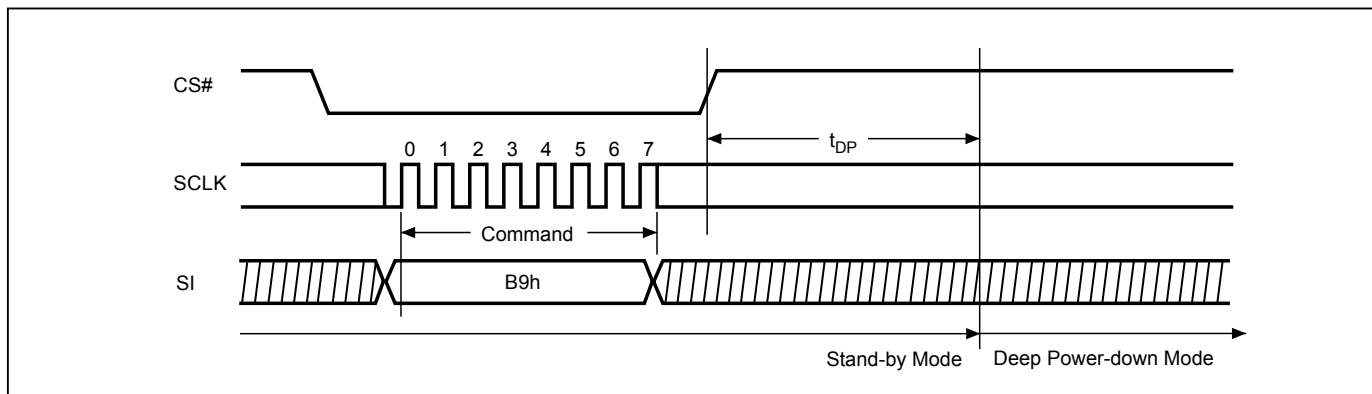 CS#
t_DP
0 1 2 3 4 5 6 7
SCLK
Command
SI
B9h
Stand-by Mode
Deep Power-down Mode